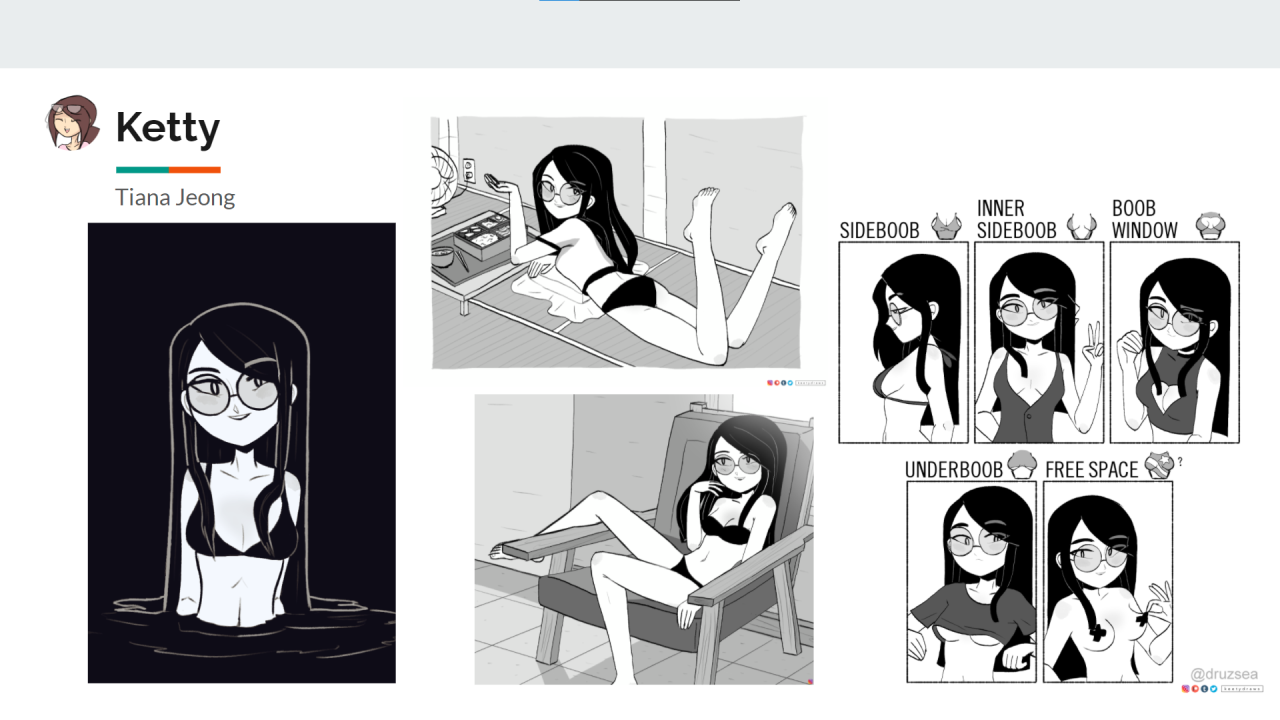 Ketty
Tiana Jeong
SIDEBOOB
INNER
SIDEBOOB
BOOB
WINDOW
UNDERBOOB
FREE SPACE
?
@druzsea